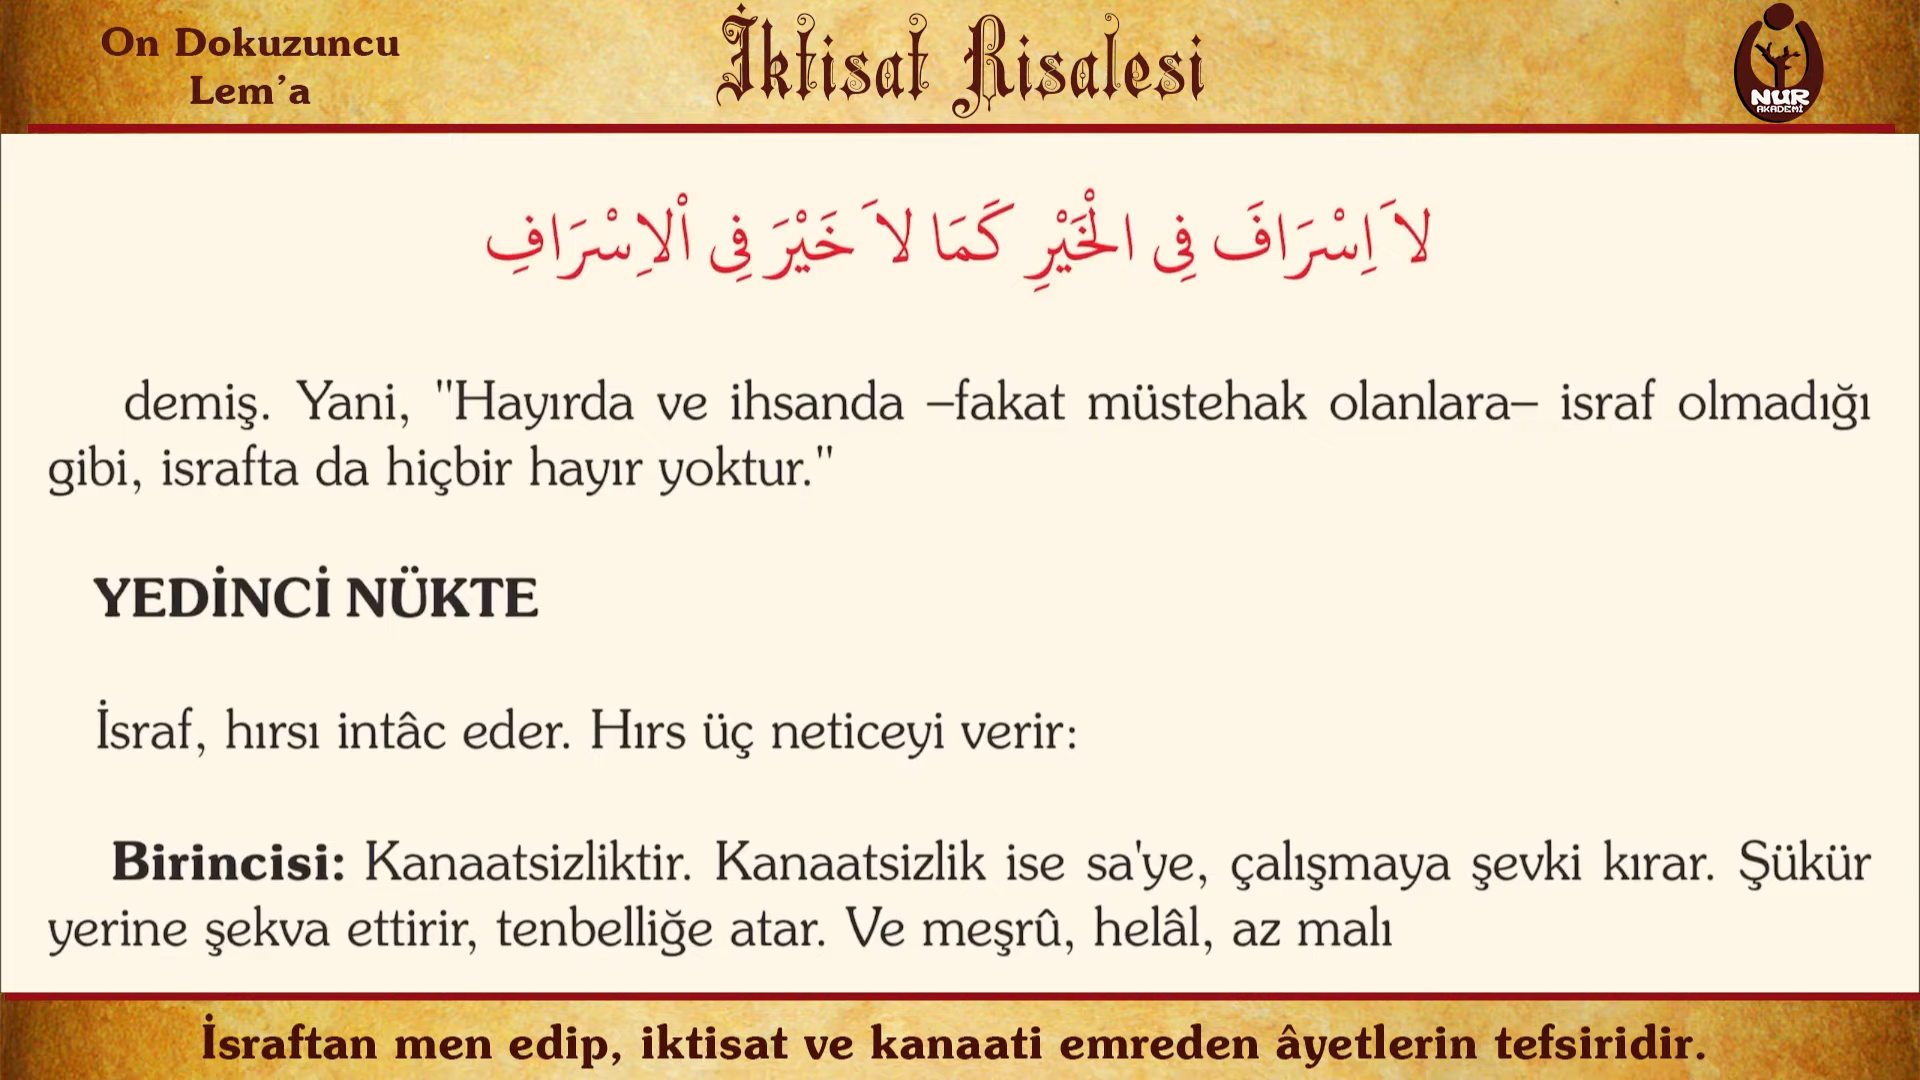 On Dokuzuncu
Lem'a
İktisat Risalesi
NUR
AKADEMİ
لاَ اِسْرَافَ فِى الْخَيْرِ كَمَا لاَ خَيْرَ فِى اْلاِسْرَافِ
demiş. Yani, "Hayırda ve ihsanda –fakat müstehak olanlara– israf olmadığı
gibi, israfta da hiçbir hayır yoktur."
YEDİNCİ NÜKTE
İsraf, hırsı intâc eder. Hırs üç neticeyi verir:
Birincisi: Kanaatsizliktir. Kanaatsizlik ise sa'ye, çalışmaya şevki kırar. Şükür
yerine şekva ettirir, tenbelliğe atar. Ve meşrû, helâl, az malı
İsraftan men edip, iktisat ve kanaati emreden âyetlerin tefsiridir.